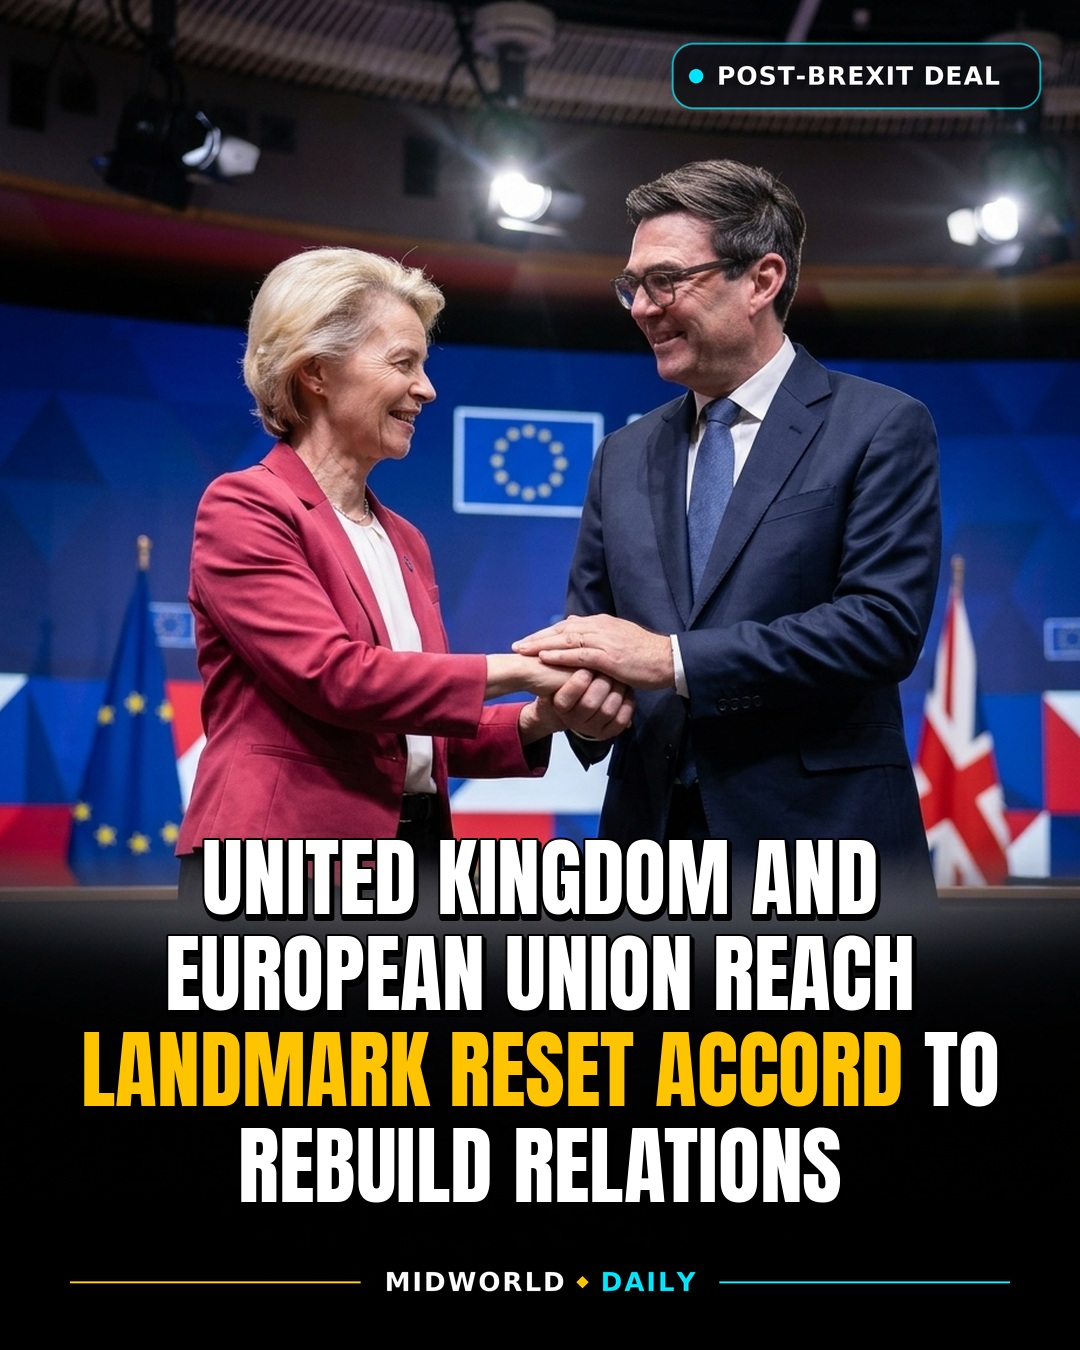 POST-BREXIT DEAL
UNITED KINGDOM AND
EUROPEAN UNION REACH
LANDMARK RESET ACCORD TO
REBUILD RELATIONS
MIDWORLD DAILY